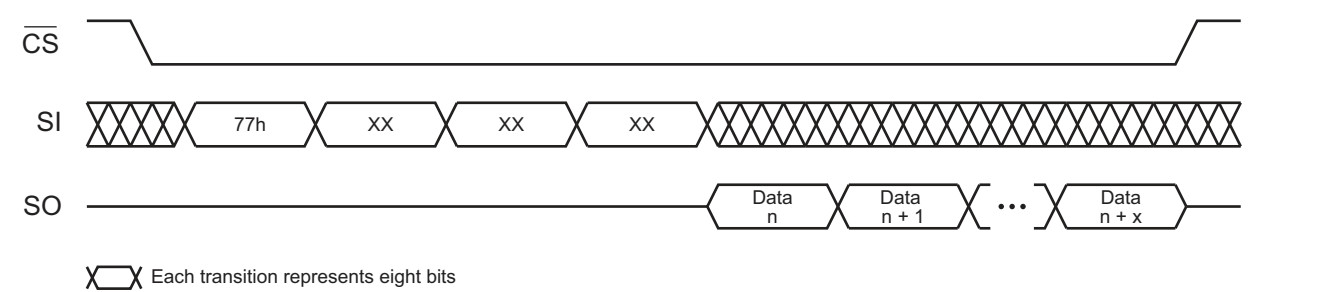 CS
SI 77h XX XX XX
SO Data n Data n + 1 ••• Data n + x
Each transition represents eight bits